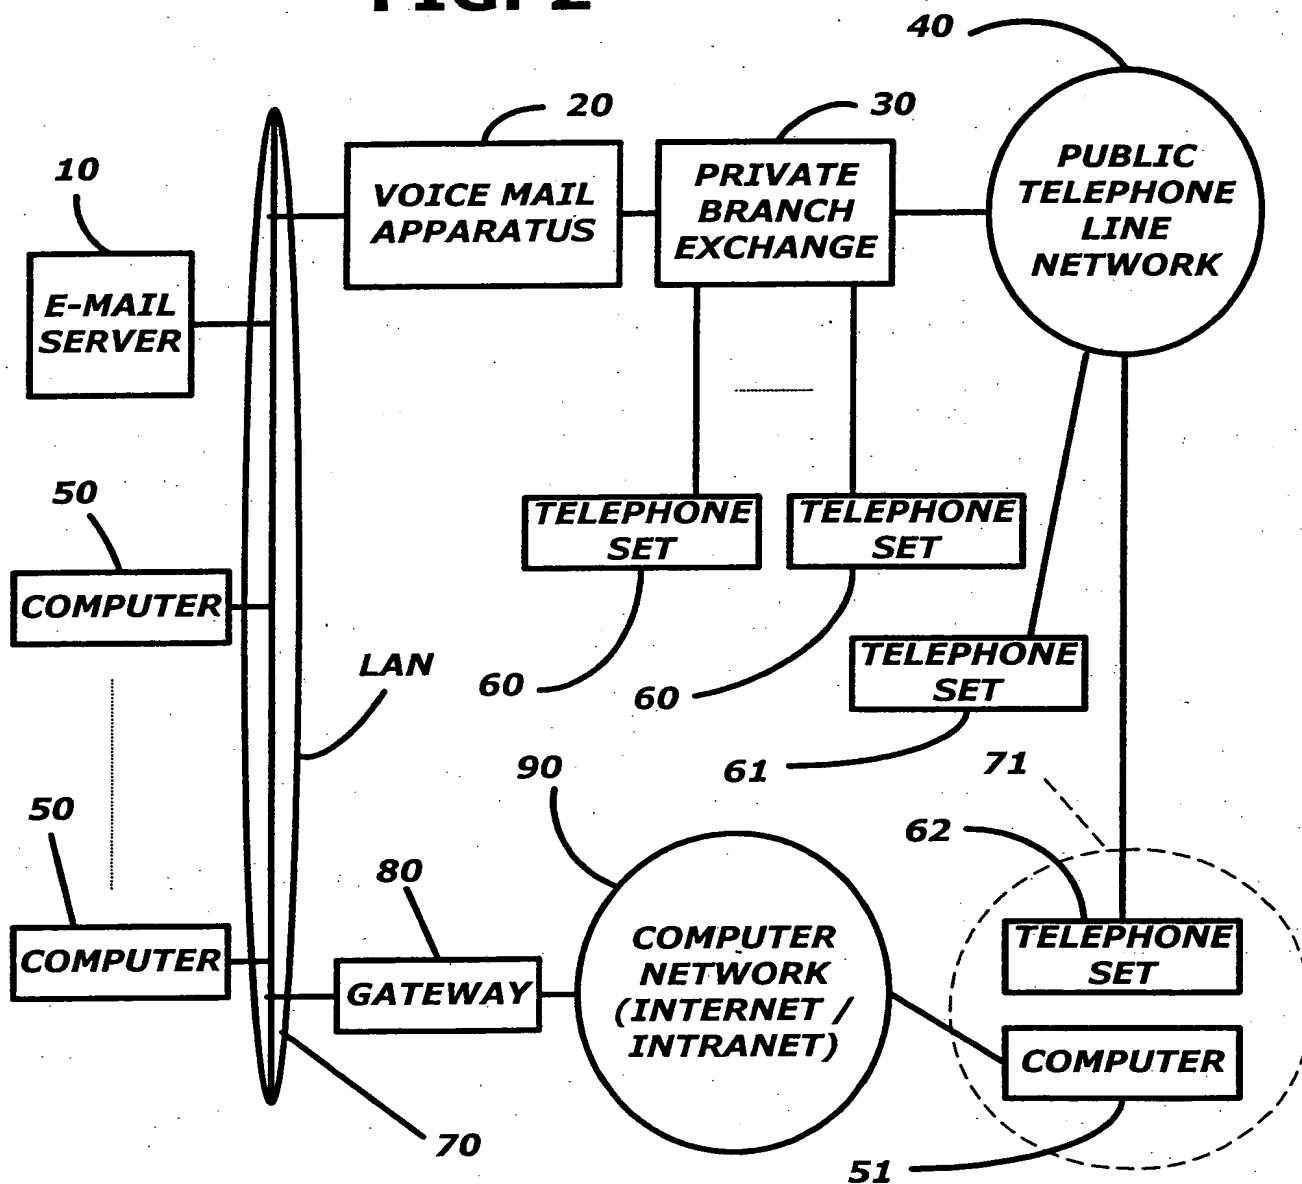 40
20
30
10
VOICE MAIL
APPARATUS
PRIVATE
BRANCH
EXCHANGE
PUBLIC
TELEPHONE
LINE
NETWORK
E-MAIL
SERVER
50
TELEPHONE
SET
TELEPHONE
SET
COMPUTER
LAN
60
60
TELEPHONE
SET
61
71
90
50
62
80
COMPUTER
GATEWAY
COMPUTER
NETWORK
(INTERNET /
INTRANET)
TELEPHONE
SET
COMPUTER
70
51